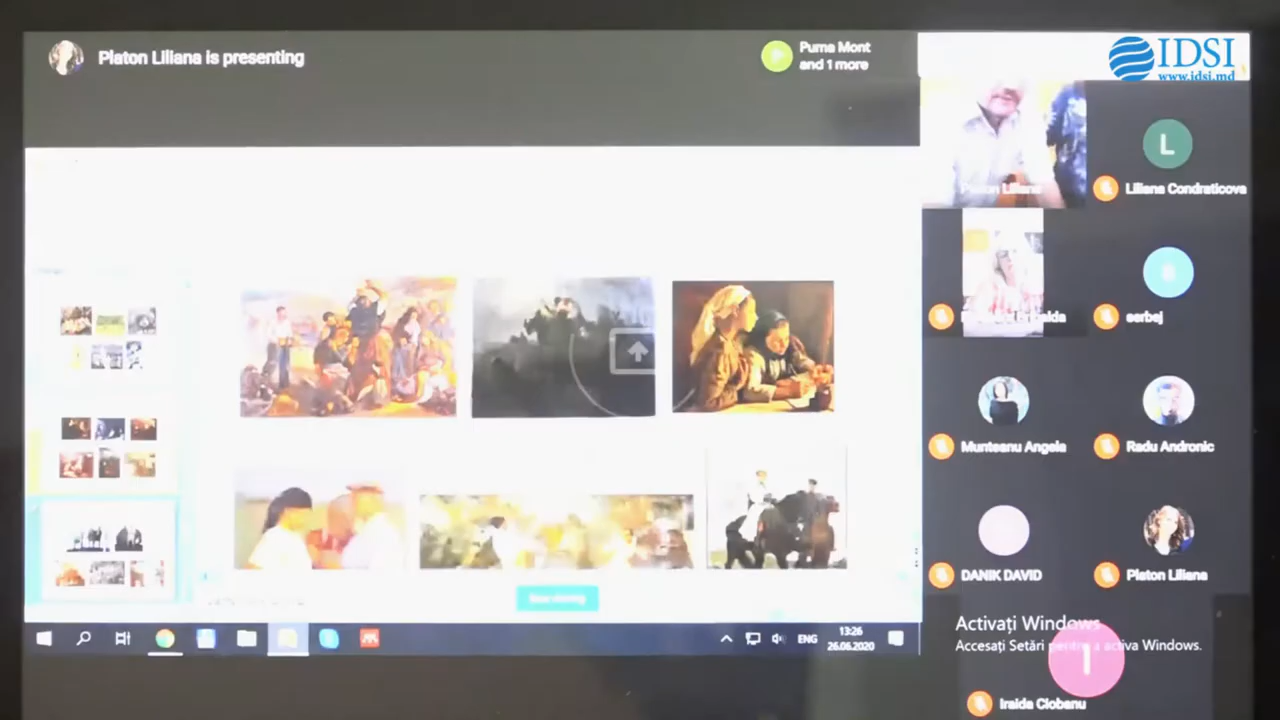 Platon Liliana is presenting
Puma Mont
and 1 more
IDSI
www.idsi.md
Platon Liliana
L
Liliana Condraticova
serbej
Munteanu Angela
Radu Andronic
DANIK DAVID
Platon Liliana
Activați Windows
Accesați Setări pentru a activa Windows.
I
Iraida Ciobanu
ENG
13:26
26.06.2020